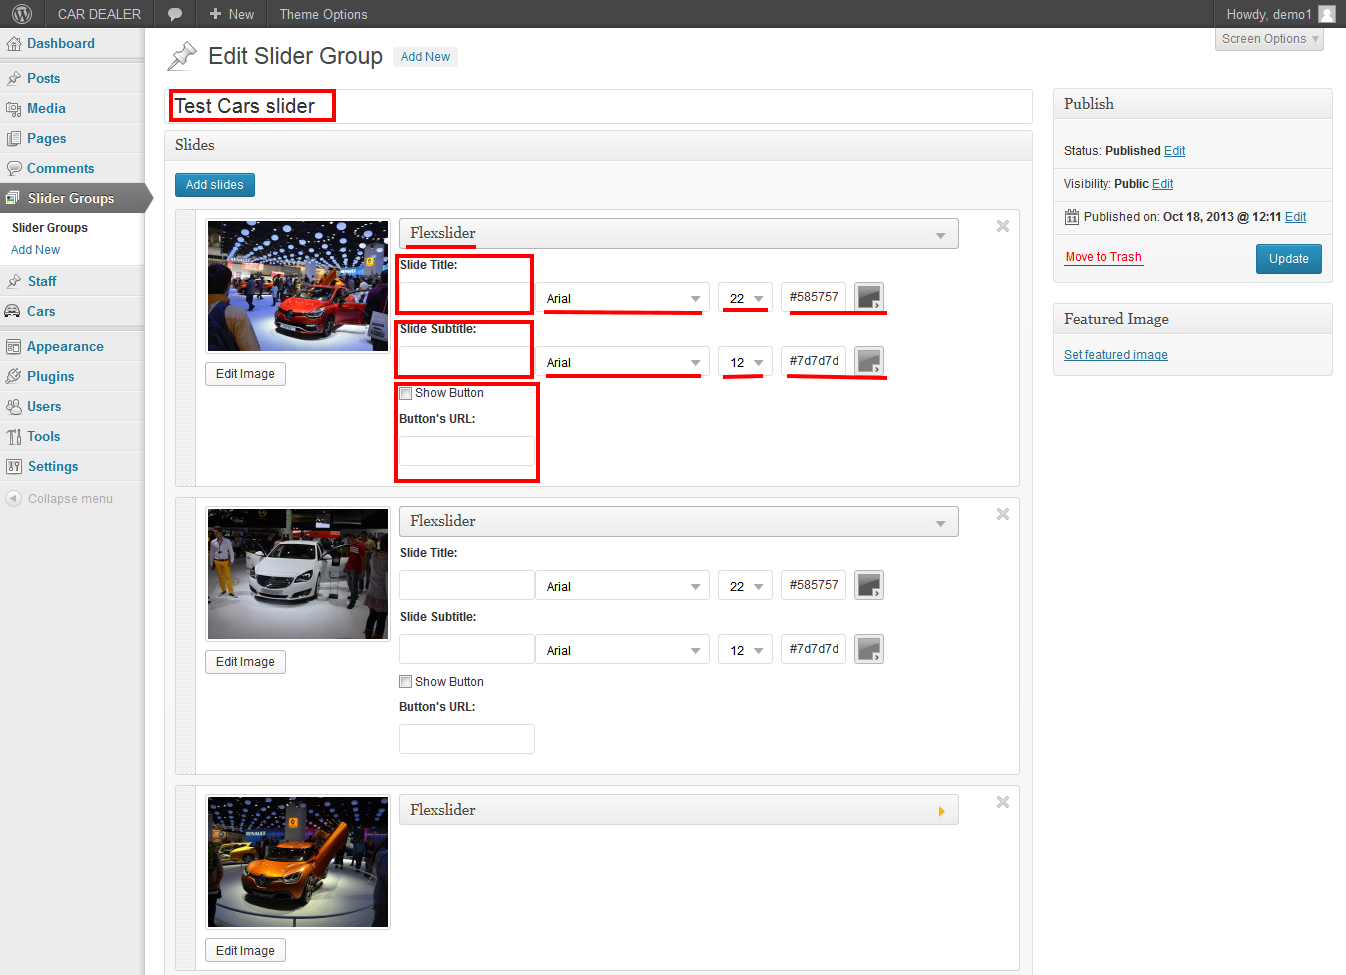 CAR DEALER
New
Theme Options
Howdy, demo1
Screen Options
Dashboard
Posts
Media
Pages
Comments
Slider Groups
Slider Groups
Add New
Staff
Cars
Appearance
Plugins
Users
Tools
Settings
Collapse menu
Edit Slider Group
Add New
Test Cars slider
Slides
Add slides
Edit Image
Flexslider
Slide Title:
Arial
22
#585757
Slide Subtitle:
Arial
12
#7d7d7d
Show Button
Button's URL:
Edit Image
Flexslider
Slide Title:
Arial
22
#585757
Slide Subtitle:
Arial
12
#7d7d7d
Show Button
Button's URL:
RENAULT
Edit Image
Flexslider
Publish
Status: Published Edit
Visibility: Public Edit
11
Published on: Oct 18, 2013 @ 12:11 Edit
Move to Trash
Update
Featured Image
Set featured image